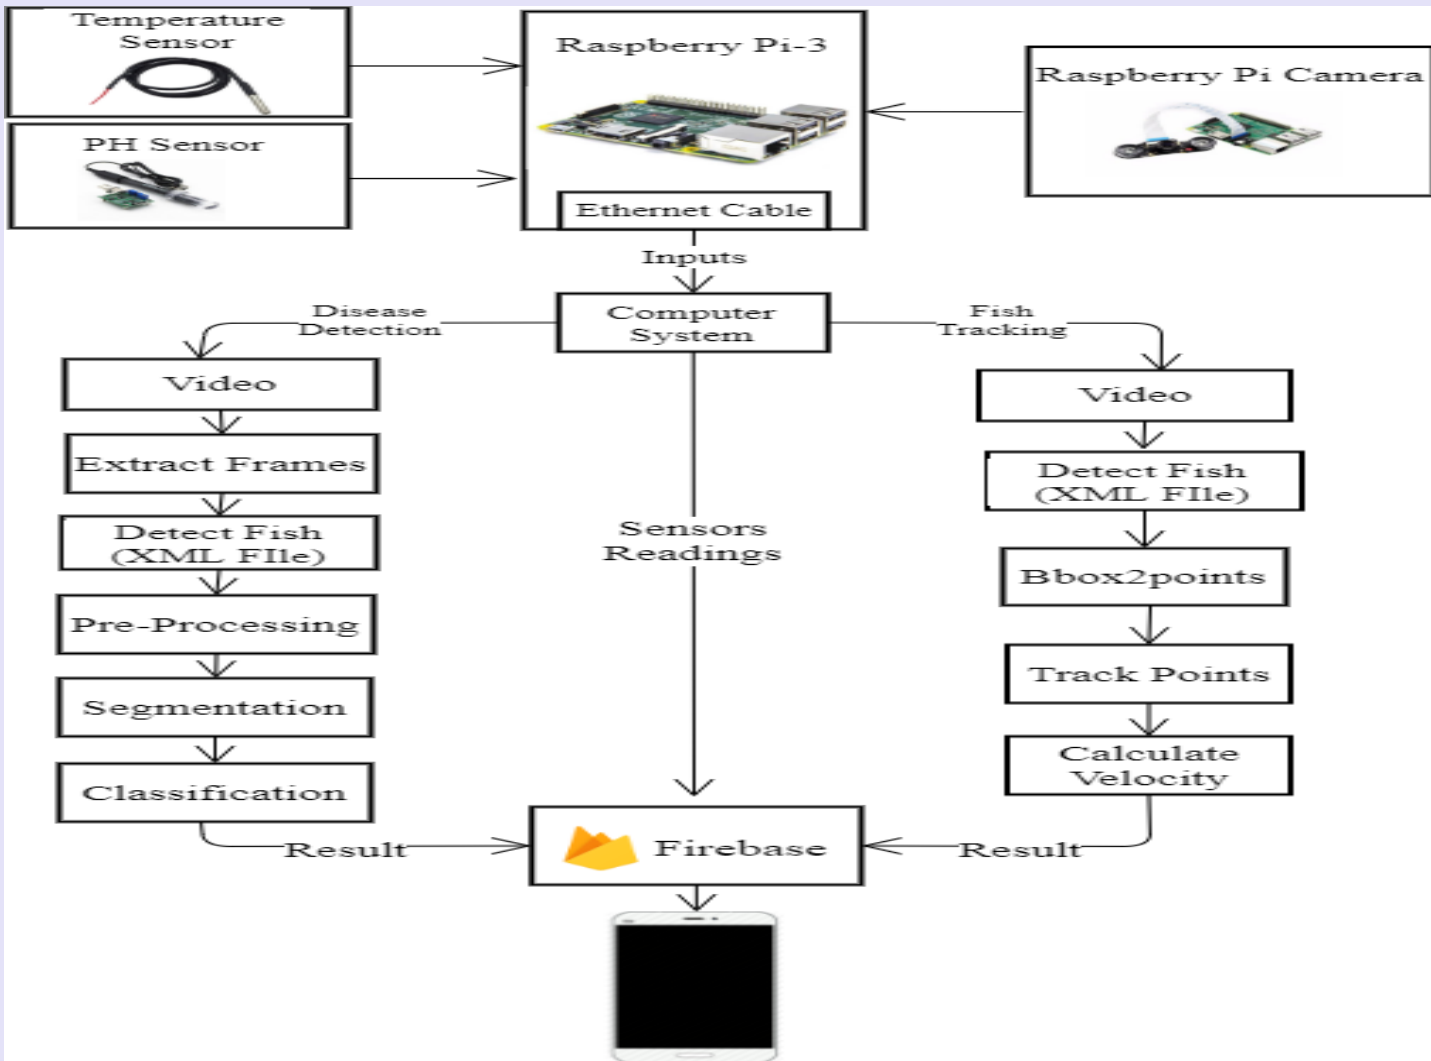 Temperature
Sensor
Raspberry Pi-3
Raspberry Pi Camera
PH Sensor
Ethernet Cable
Inputs
Disease
Detection
Computer
System
Fish
Tracking
Video
Extract Frames
Detect Fish
(XML FIle)
Pre-Processing
Segmentation
Classification
Result
Sensors
Readings
Video
Detect Fish
(XML FIle)
Bbox2points
Track Points
Calculate
Velocity
Result
Firebase